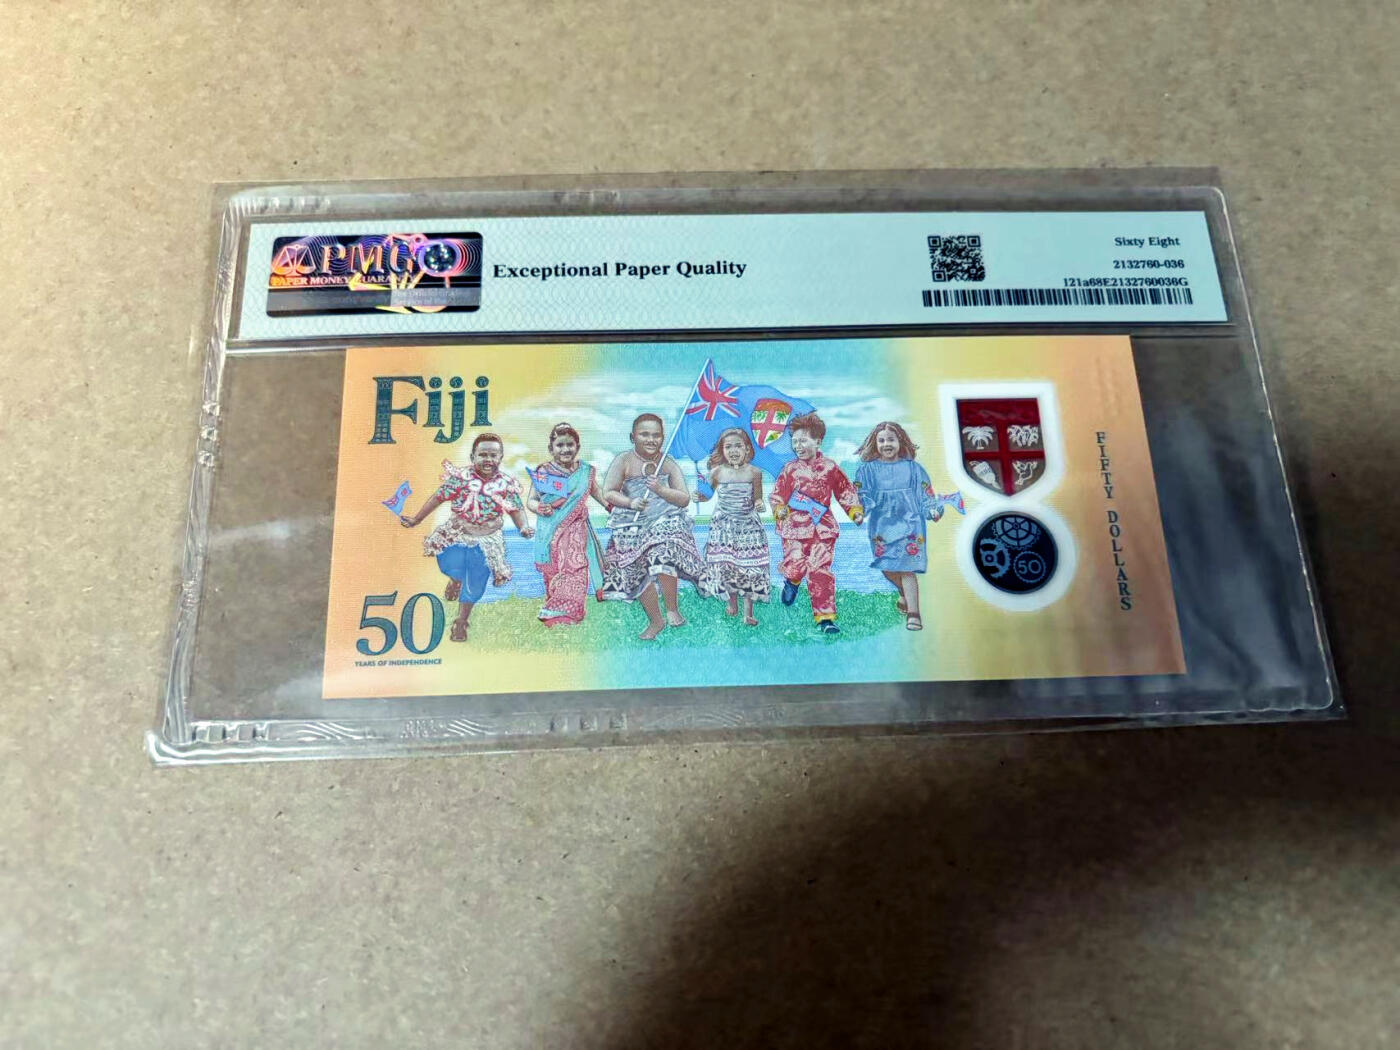 PMG
PAPER MONEY GUARANTY
Exceptional Paper Quality
Sixty Eight
2132760-036
121a68E2132760036G
Fiji
50
YEARS OF INDEPENDENCE
50
FIFTY DOLLARS